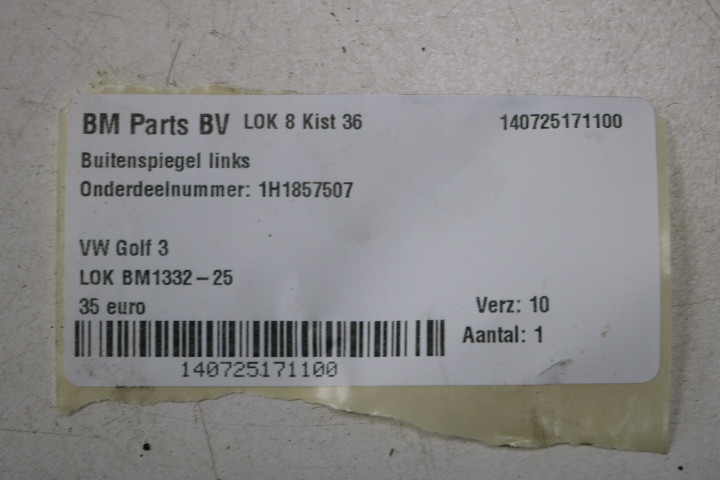 BM Parts BV LOK 8 Kist 36 140725171100
Buitenspiegel links
Onderdeelnummer: 1H1857507
VW Golf 3
LOK BM1332-25
35 euro Verz: 10
Aantal: 1
140725171100